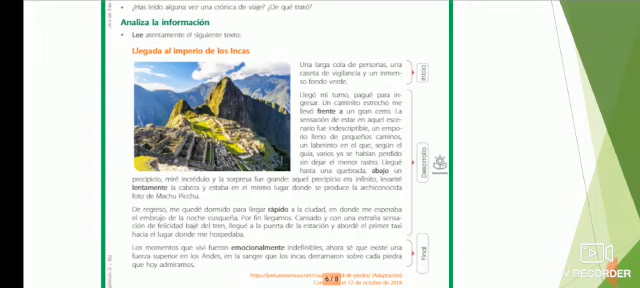 • ¿Has leído alguna vez una crónica de viaje? ¿De qué trató?
Analiza la información
• Lee atentamente el siguiente texto:
Llegada al imperio de los Incas
Una larga cola de personas, una
caseta de vigilancia y un inmen-
so fondo verde.
Llegó mi turno, pagué para in-
gresar. Un caminito estrecho me
llevó frente a un gran cerro. La
sensación de estar en aquel esce-
nario fue indescriptible, un empo-
rio lleno de pequeños caminos,
un laberinto en el que, según el
guía, varios ya se habían perdido
sin dejar el menor rastro. Llegué
hasta una quebrada, abajo un
precipicio, miré incrédulo y la sorpresa fue grande: aquel precipicio era infinito, levanté
lentamente la cabeza y estaba en el mismo lugar donde se produce la archiconocida
foto de Machu Picchu.
De regreso, me quedé dormido para llegar rápido a la ciudad, en donde me esperaba
el embrujo de la noche cusqueña. Por fin llegamos. Cansado y con una extraña sensa-
ción de felicidad bajé del tren, llegué a la puerta de la estación y abordé el primer taxi
hacia el lugar donde me hospedaba.
Los momentos que viví fueron emocionalmente indefinibles, ahora sé que existe una
fuerza superior en los Andes, en la sangre que los incas derramaron sobre cada piedra
que hoy admiramos.
Inicio
Desarrollo
Final
(Adaptación)
6 / 8
el 12 de octubre de 2018
V RECORDER